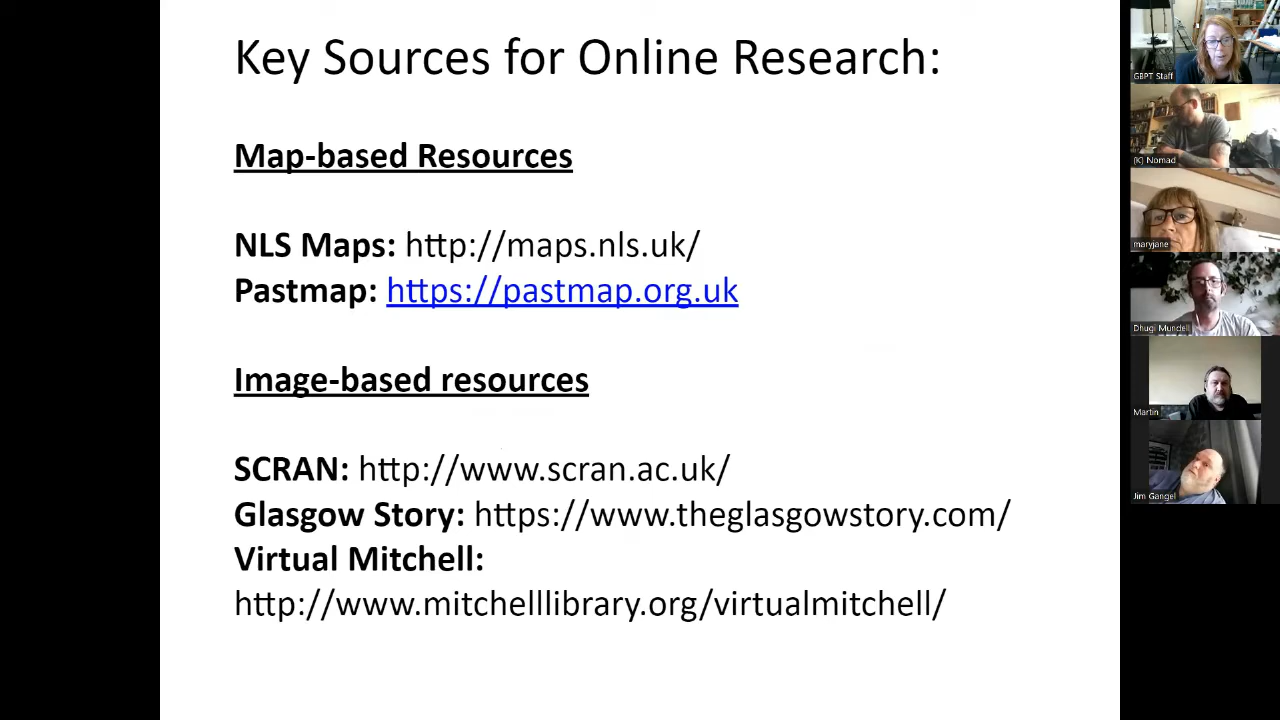 Key Sources for Online Research:
Map-based Resources
NLS Maps: http://maps.nls.uk/
Pastmap: https://pastmap.org.uk
Image-based resources
SCRAN: http://www.scran.ac.uk/
Glasgow Story: https://www.theglasgowstory.com/
Virtual Mitchell:
http://www.mitchelllibrary.org/virtualmitchell/
GBPT Staff
(K) Nomad
maryjane
Dhugi Mundell
Martin
Jim Gangel